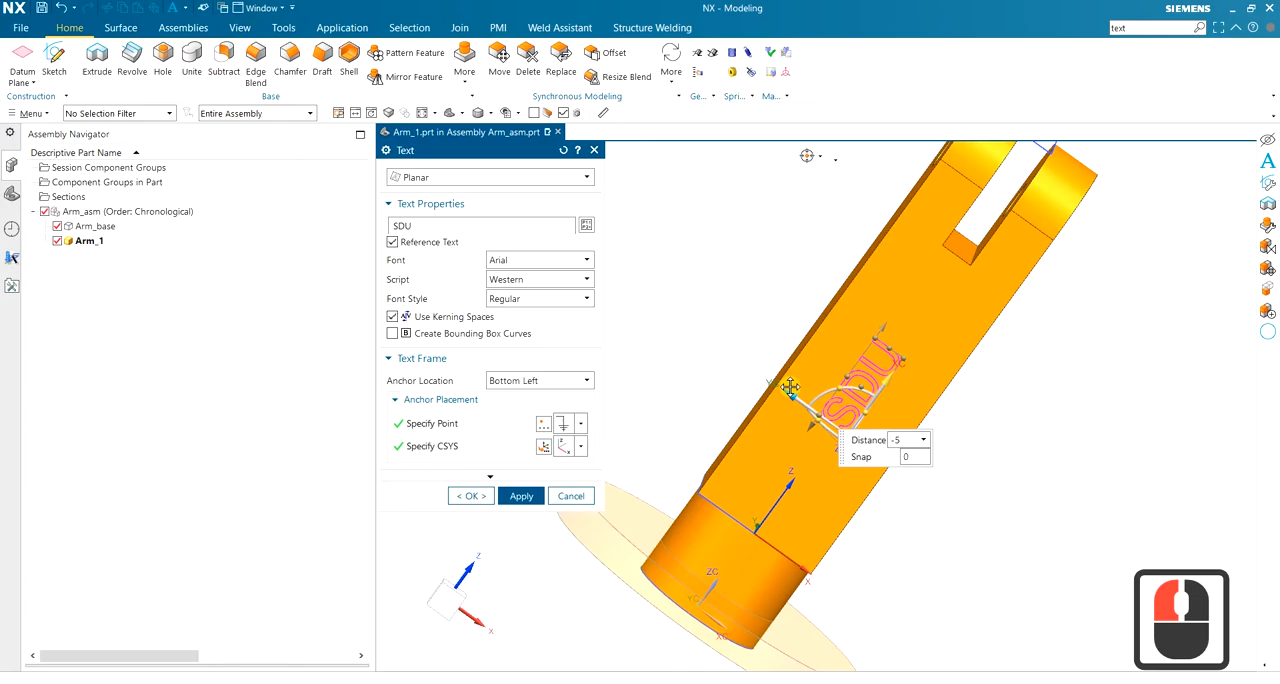 NX
Window
NX - Modeling
SIEMENS
File
Home
Surface
Assemblies
View
Tools
Application
Curve
Selection
Join
PMI
Weld Assistant
Structure Welding
text
Datum Plane
Sketch
Extrude
Revolve
Hole
Unite
Subtract
Edge Blend
Chamfer
Draft
Shell
Pattern Feature
Mirror Feature
More
Move
Delete
Replace
Offset
Resize Blend
More
Construction
Base
Synchronous Modeling
Ge...
Spri...
Ma...
Menu
No Selection Filter
Entire Assembly
Assembly Navigator
Descriptive Part Name
Session Component Groups
Component Groups in Part
Sections
Arm_asm (Order: Chronological)
Arm_base
Arm_1
Arm_1.prt in Assembly Arm_asm.prt
Text
Planar
Text Properties
SDU
Reference Text
Font
Arial
Script
Western
Font Style
Regular
Use Kerning Spaces
B Create Bounding Box Curves
Text Frame
Anchor Location
Bottom Left
Anchor Placement
Specify Point
Specify CSYS
< OK >
Apply
Cancel
SDU
Distance -5
Snap 0
Z
Y
X
ZC
YC
XC
Z
X
A